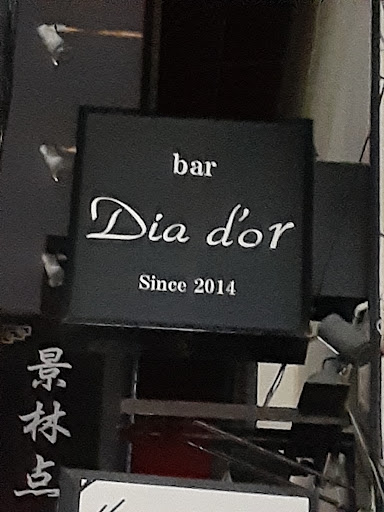 bar
Dia d'or
Since 2014
景林点